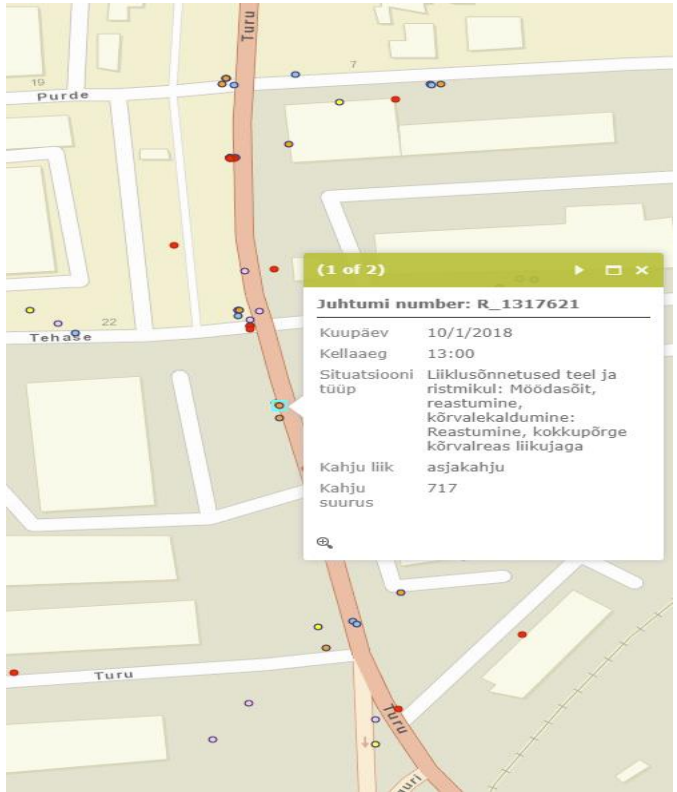 Turu
7
19
Purde
(1 of 2)
Juhtumi number: R_1317621
Kuupäev 10/1/2018
Kellaaeg 13:00
Situatsiooni Liiklusõnnetused teel ja
tüüp ristmikul: Möödasõit,
reastumine,
kõrvalekaldumine:
Reastumine, kokkupõrge
kõrvalreas liikujaga
Kahju liik asjakahju
Kahju 717
suurus
22
Tehase
Turu
Turu
uri